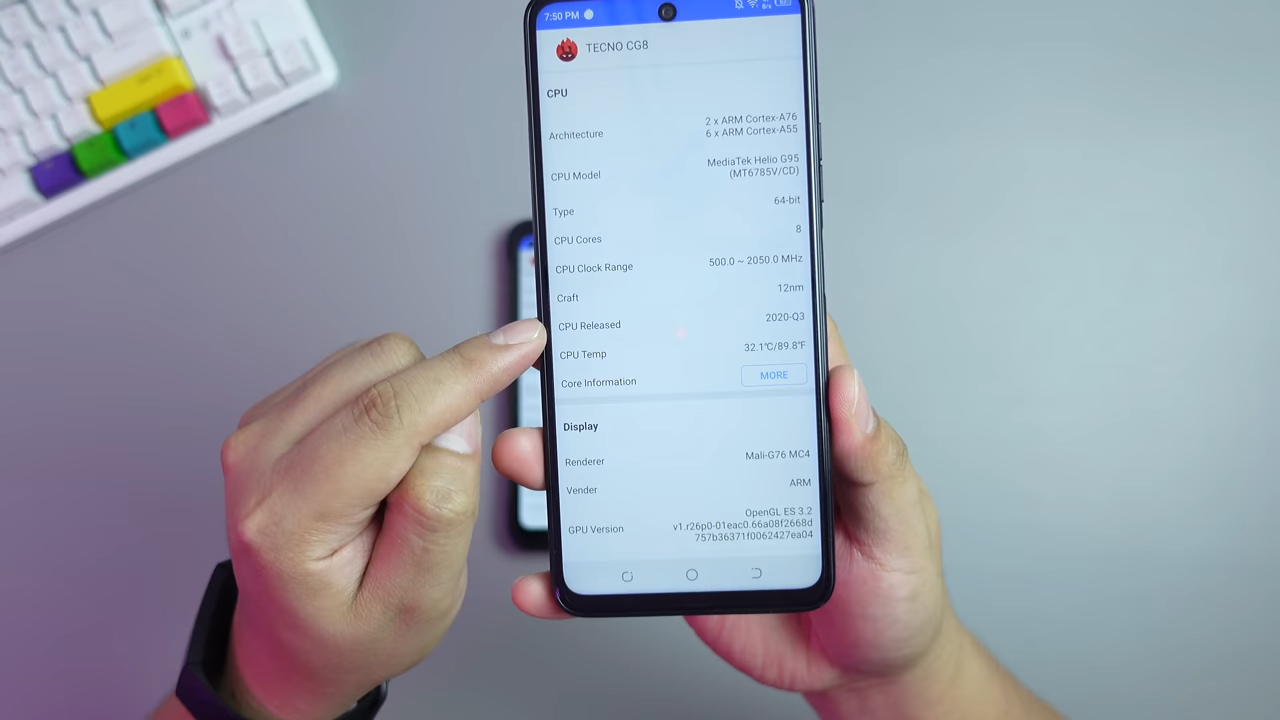 7:50 PM
TECNO CG8
CPU
Architecture 2 x ARM Cortex-A76
6 x ARM Cortex-A55
CPU Model MediaTek Helio G95
(MT6785V/CD)
Type 64-bit
CPU Cores 8
CPU Clock Range 500.0 ~ 2050.0 MHz
Craft 12nm
CPU Released 2020-Q3
CPU Temp 32.1℃/89.8℉
Core Information MORE
Display
Renderer Mali-G76 MC4
Vender ARM
GPU Version OpenGL ES 3.2
v1.r26p0-01eac0.66a08f2668d
757b36371f0062427ea04